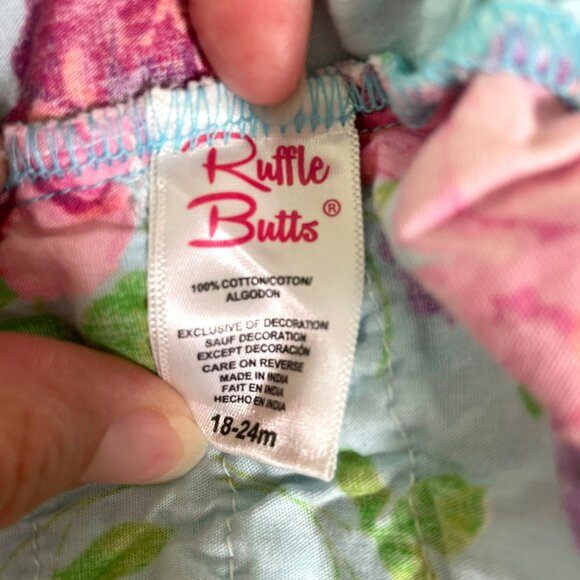 Ruffle
Butts®
100% COTTON/COTON/
ALGODON
EXCLUSIVE OF DECORATION
SAUF DECORATION
EXCEPT DECORACIÓN
CARE ON REVERSE
MADE IN INDIA
FAIT EN INDIA
HECHO EN INDIA
18-24m